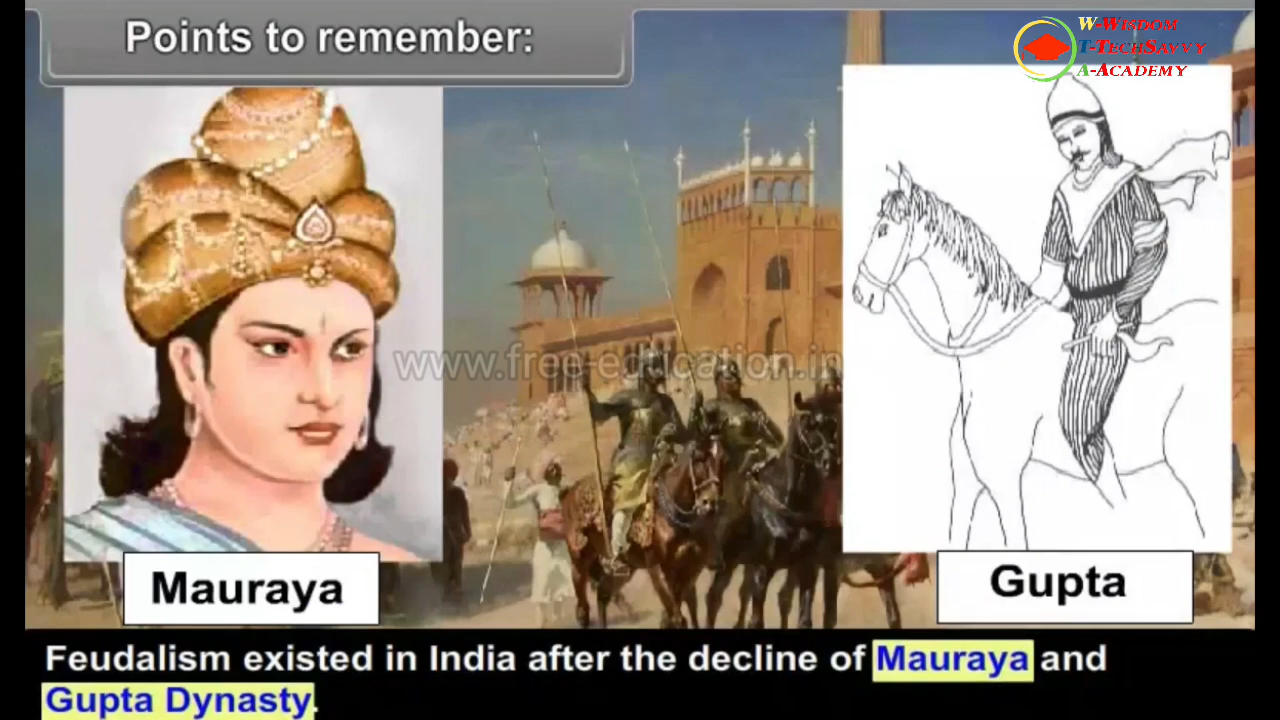 Points to remember:
W-Wisdom
T-TechSavvy
A-Academy
www.free-education.in
Mauraya
Gupta
Feudalism existed in India after the decline of Mauraya and
Gupta Dynasty.